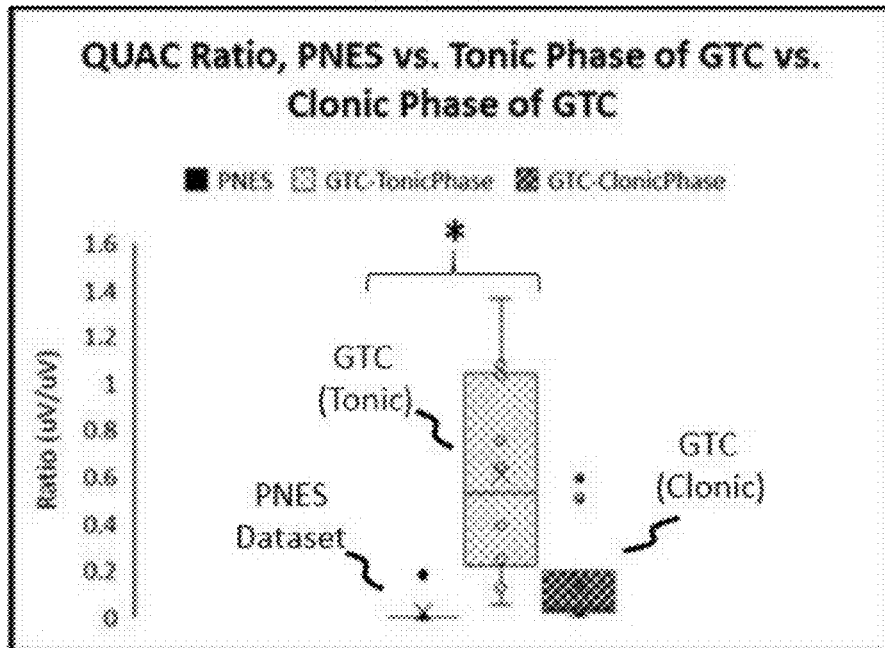 QUAC Ratio, PNES vs. Tonic Phase of GTC vs.
Clonic Phase of GTC
PNES GTC-TonicPhase GTC-ClonicPhase
*
1.6
1.4
1.2
1
0.8
0.6
0.4
0.2
0
Ratio (uV/uV)
GTC
(Tonic)
PNES
Dataset
GTC
(Clonic)